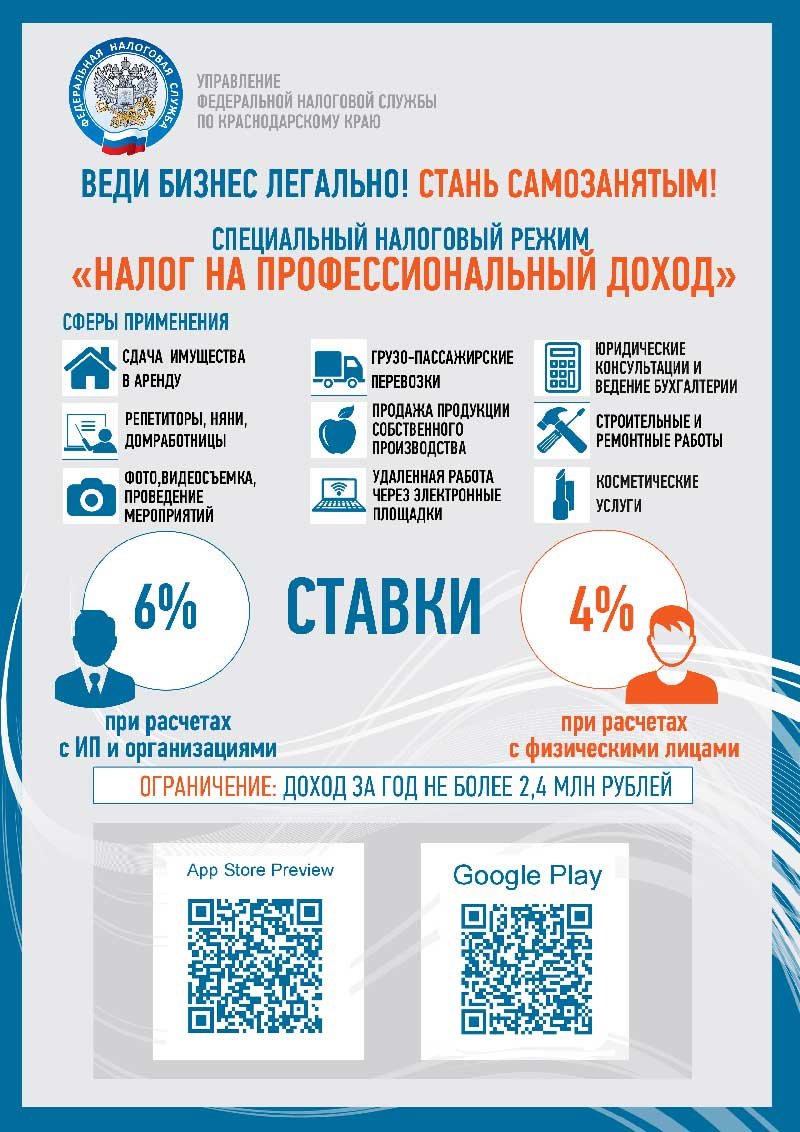 ФЕДЕРАЛЬНАЯ НАЛОГОВАЯ СЛУЖБА
УПРАВЛЕНИЕ
ФЕДЕРАЛЬНОЙ НАЛОГОВОЙ СЛУЖБЫ
ПО КРАСНОДАРСКОМУ КРАЮ
ВЕДИ БИЗНЕС ЛЕГАЛЬНО! СТАНЬ САМОЗАНЯТЫМ!
СПЕЦИАЛЬНЫЙ НАЛОГОВЫЙ РЕЖИМ
«НАЛОГ НА ПРОФЕССИОНАЛЬНЫЙ ДОХОД»
СФЕРЫ ПРИМЕНЕНИЯ
СДАЧА ИМУЩЕСТВА
В АРЕНДУ
ГРУЗО-ПАССАЖИРСКИЕ
ПЕРЕВОЗКИ
ЮРИДИЧЕСКИЕ
КОНСУЛЬТАЦИИ И
ВЕДЕНИЕ БУХГАЛТЕРИИ
РЕПЕТИТОРЫ, НЯНИ,
ДОМРАБОТНИЦЫ
ПРОДАЖА ПРОДУКЦИИ
СОБСТВЕННОГО
ПРОИЗВОДСТВА
СТРОИТЕЛЬНЫЕ И
РЕМОНТНЫЕ РАБОТЫ
ФОТО,ВИДЕОСЪЕМКА,
ПРОВЕДЕНИЕ
МЕРОПРИЯТИЙ
УДАЛЕННАЯ РАБОТА
ЧЕРЕЗ ЭЛЕКТРОННЫЕ
ПЛОЩАДКИ
КОСМЕТИЧЕСКИЕ
УСЛУГИ
6%
СТАВКИ
4%
при расчетах
с ИП и организациями
при расчетах
с физическими лицами
ОГРАНИЧЕНИЕ: ДОХОД ЗА ГОД НЕ БОЛЕЕ 2,4 МЛН РУБЛЕЙ
App Store Preview
Google Play